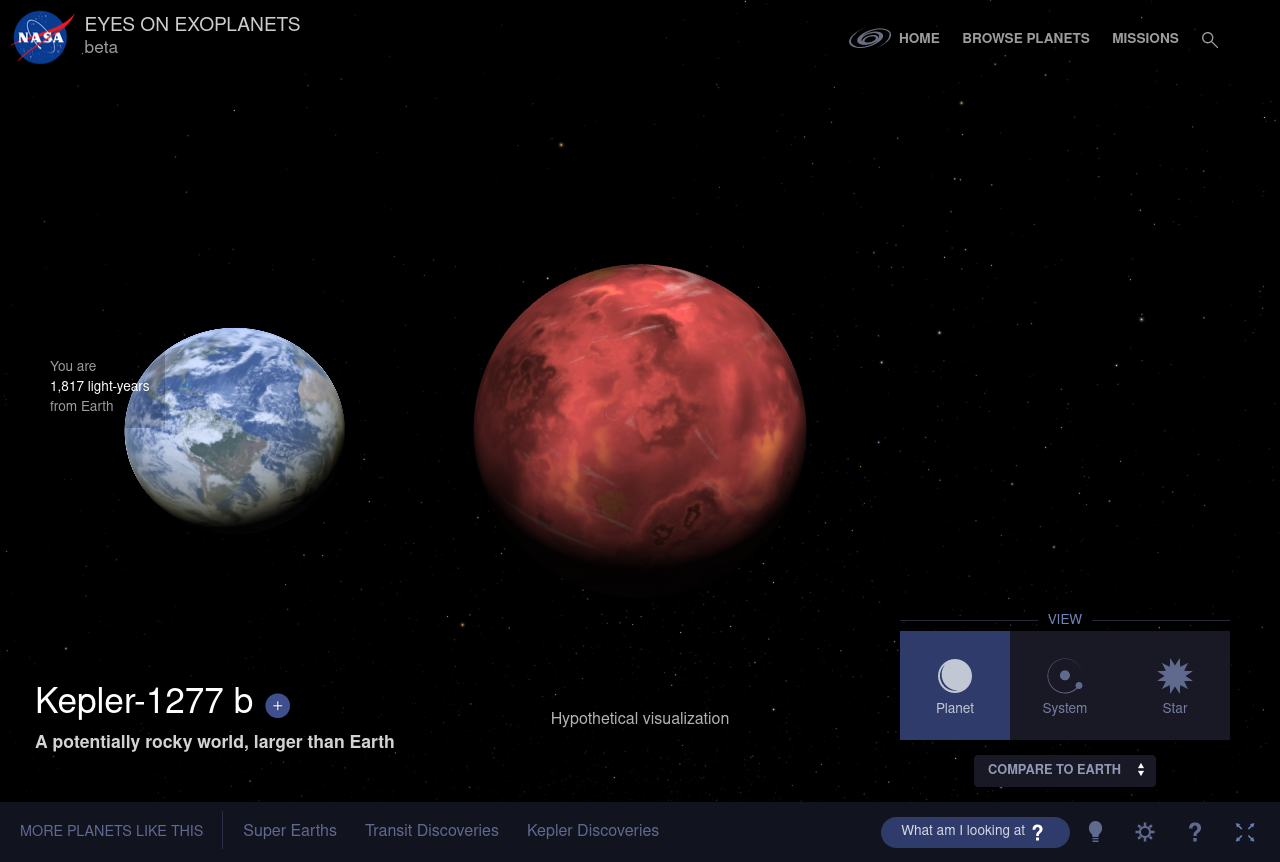 NASA
EYES ON EXOPLANETS
beta
HOME
BROWSE PLANETS
MISSIONS
You are
1,817 light-years
from Earth
VIEW
Planet
System
Star
Kepler-1277 b +
A potentially rocky world, larger than Earth
Hypothetical visualization
COMPARE TO EARTH
MORE PLANETS LIKE THIS
Super Earths
Transit Discoveries
Kepler Discoveries
What am I looking at ?
?